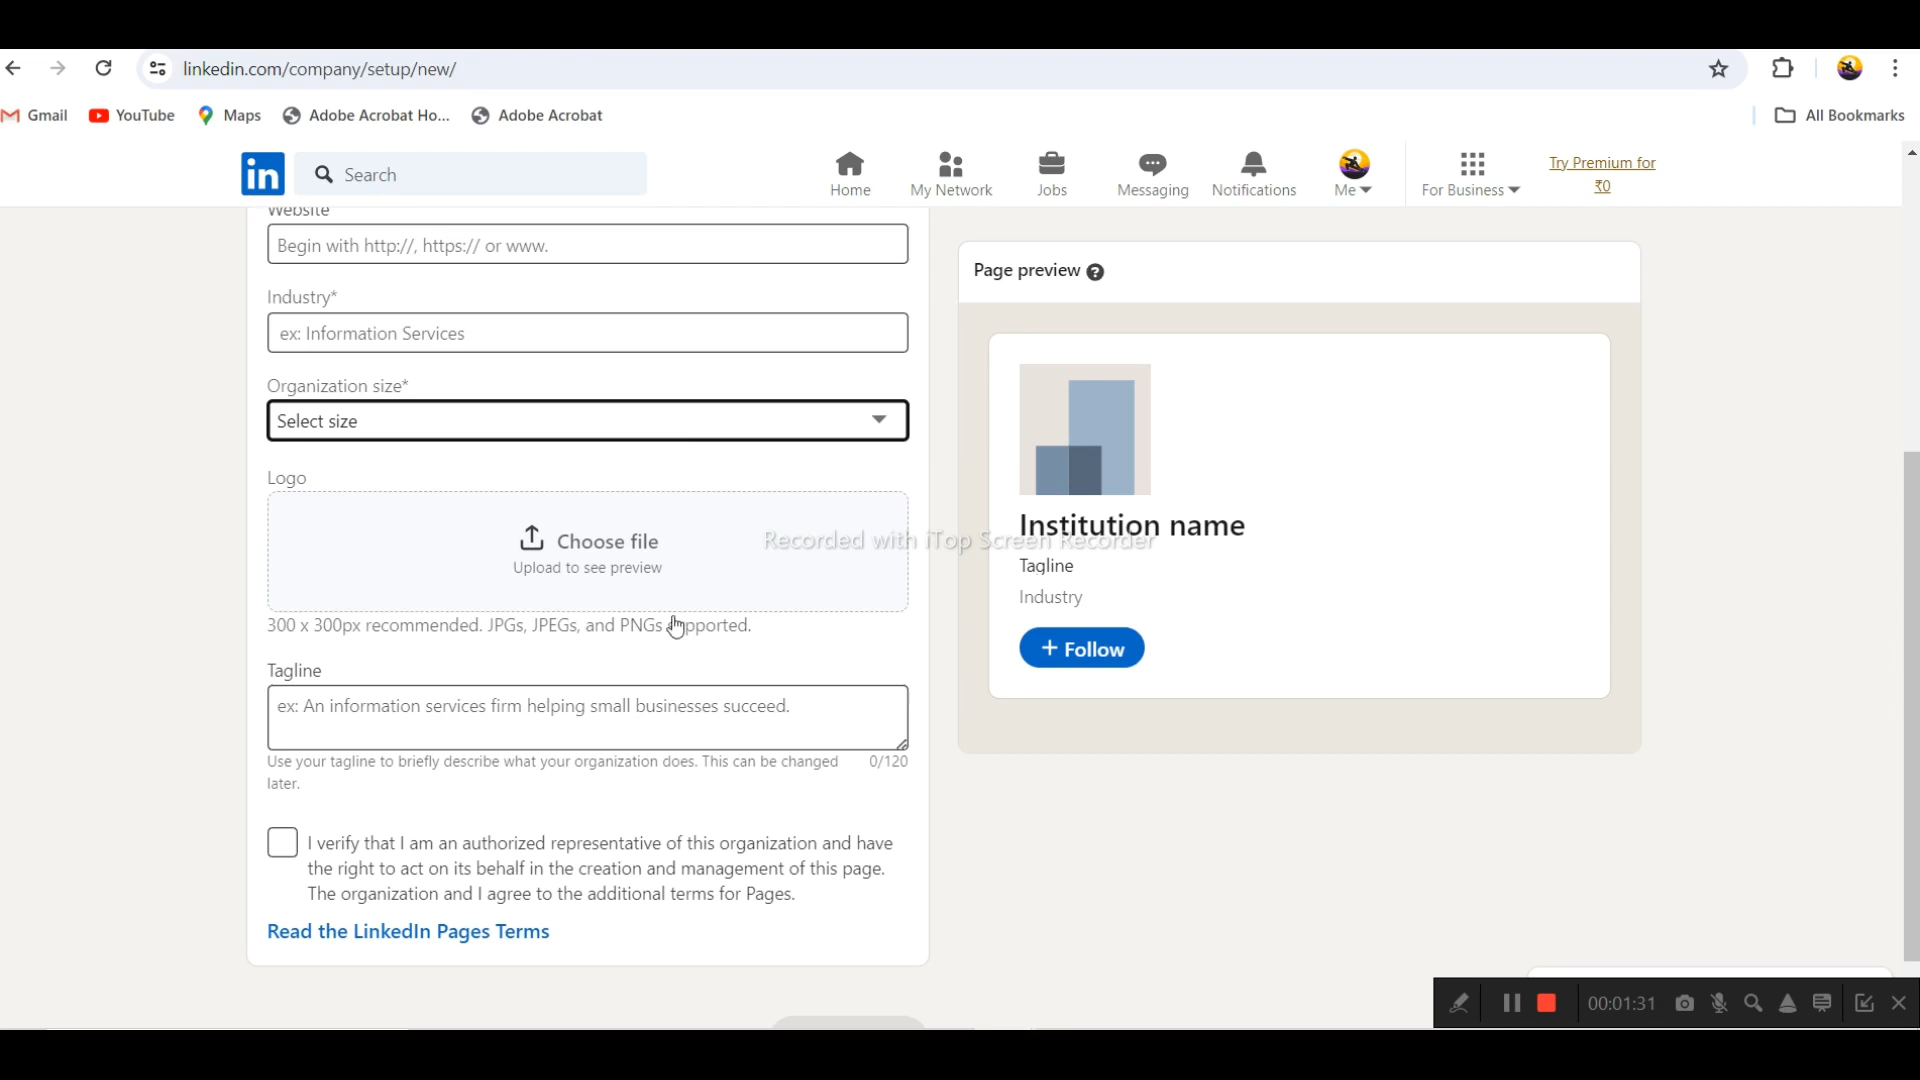 linkedin.com/company/setup/new/
Gmail
YouTube
Maps
Adobe Acrobat Ho...
Adobe Acrobat
All Bookmarks
in
Search
Home
My Network
Jobs
Messaging
Notifications
Me
For Business
Try Premium for
₹0
Website
Begin with http://, https:// or www.
Industry*
ex: Information Services
Organization size*
Select size
Logo
Choose file
Upload to see preview
300 x 300px recommended. JPGs, JPEGs, and PNGs supported.
Tagline
ex: An information services firm helping small businesses succeed.
Use your tagline to briefly describe what your organization does. This can be changed
later.
0/120
I verify that I am an authorized representative of this organization and have
the right to act on its behalf in the creation and management of this page.
The organization and I agree to the additional terms for Pages.
Read the LinkedIn Pages Terms
Page preview
Institution name
Tagline
Industry
+ Follow
Recorded with iTop Screen Recorder
00:01:31